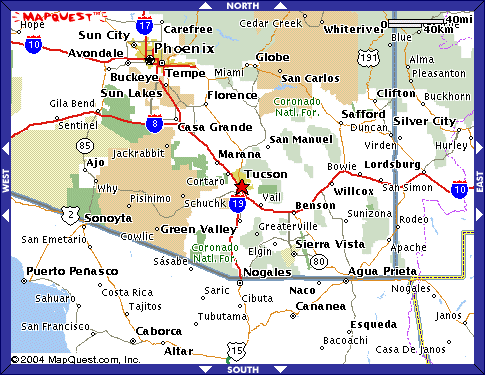 NORTH
MAPQUEST
Hope
17
Carefree
Cedar Creek
Whiteriver
0
40mi
40km
Sun City
10
Avondale
Phoenix
Blue
191
Alma
Globe
Tempe
Miami
Buckeye
San Carlos
Pleasanton
Sun Lakes
Florence
Coronado
Natl. For.
Clifton
Buckhorn
Gila Bend
Safford
Silver City
Sentinel
8
Casa Grande
Duncan
San Manuel
Virden
Hurley
85
Jackrabbit
Marana
Ajo
Bowie
Lordsburg
Cortaro
Tucson
WEST
EAST
Why
Pisinimo
Schuchk
19
Vail
Willcox
San Simon
10
2
Sonoyta
Benson
Sunizona
Rodeo
San Emeterio
Cowlic
Green Valley
Greaterville
Coronado
Natl. For.
Elgin
Sierra Vista
Apache
Sásabe
80
Puerto Peñasco
Nogales
Agua Prieta
Costa Rica
Saric
Naco
Nogales
Sahuaro
Tajitos
Cibuta
Cananea
Tubutama
Janos
San Francisco
Caborca
Esqueda
Bacoachi
Altar
15
Casa De Janos
©2004 MapQuest.com, Inc.
SOUTH